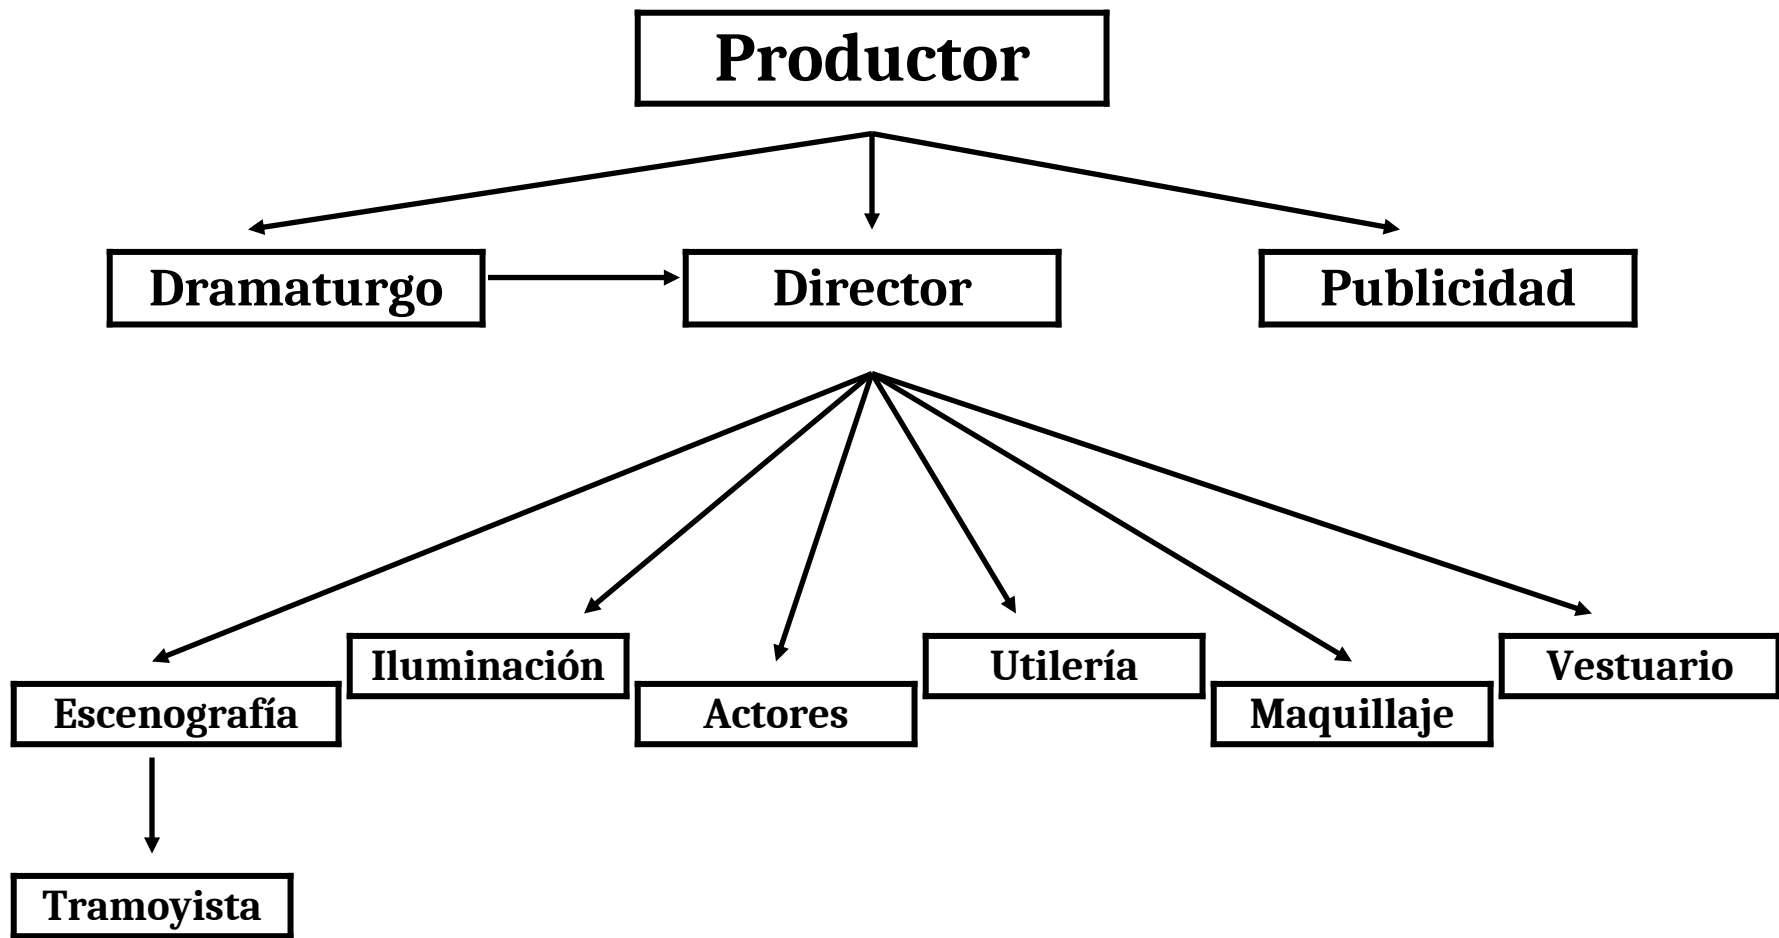 Productor
Dramaturgo
Director
Publicidad
Iluminación
Utilería
Vestuario
Escenografía
Actores
Maquillaje
Tramoyista